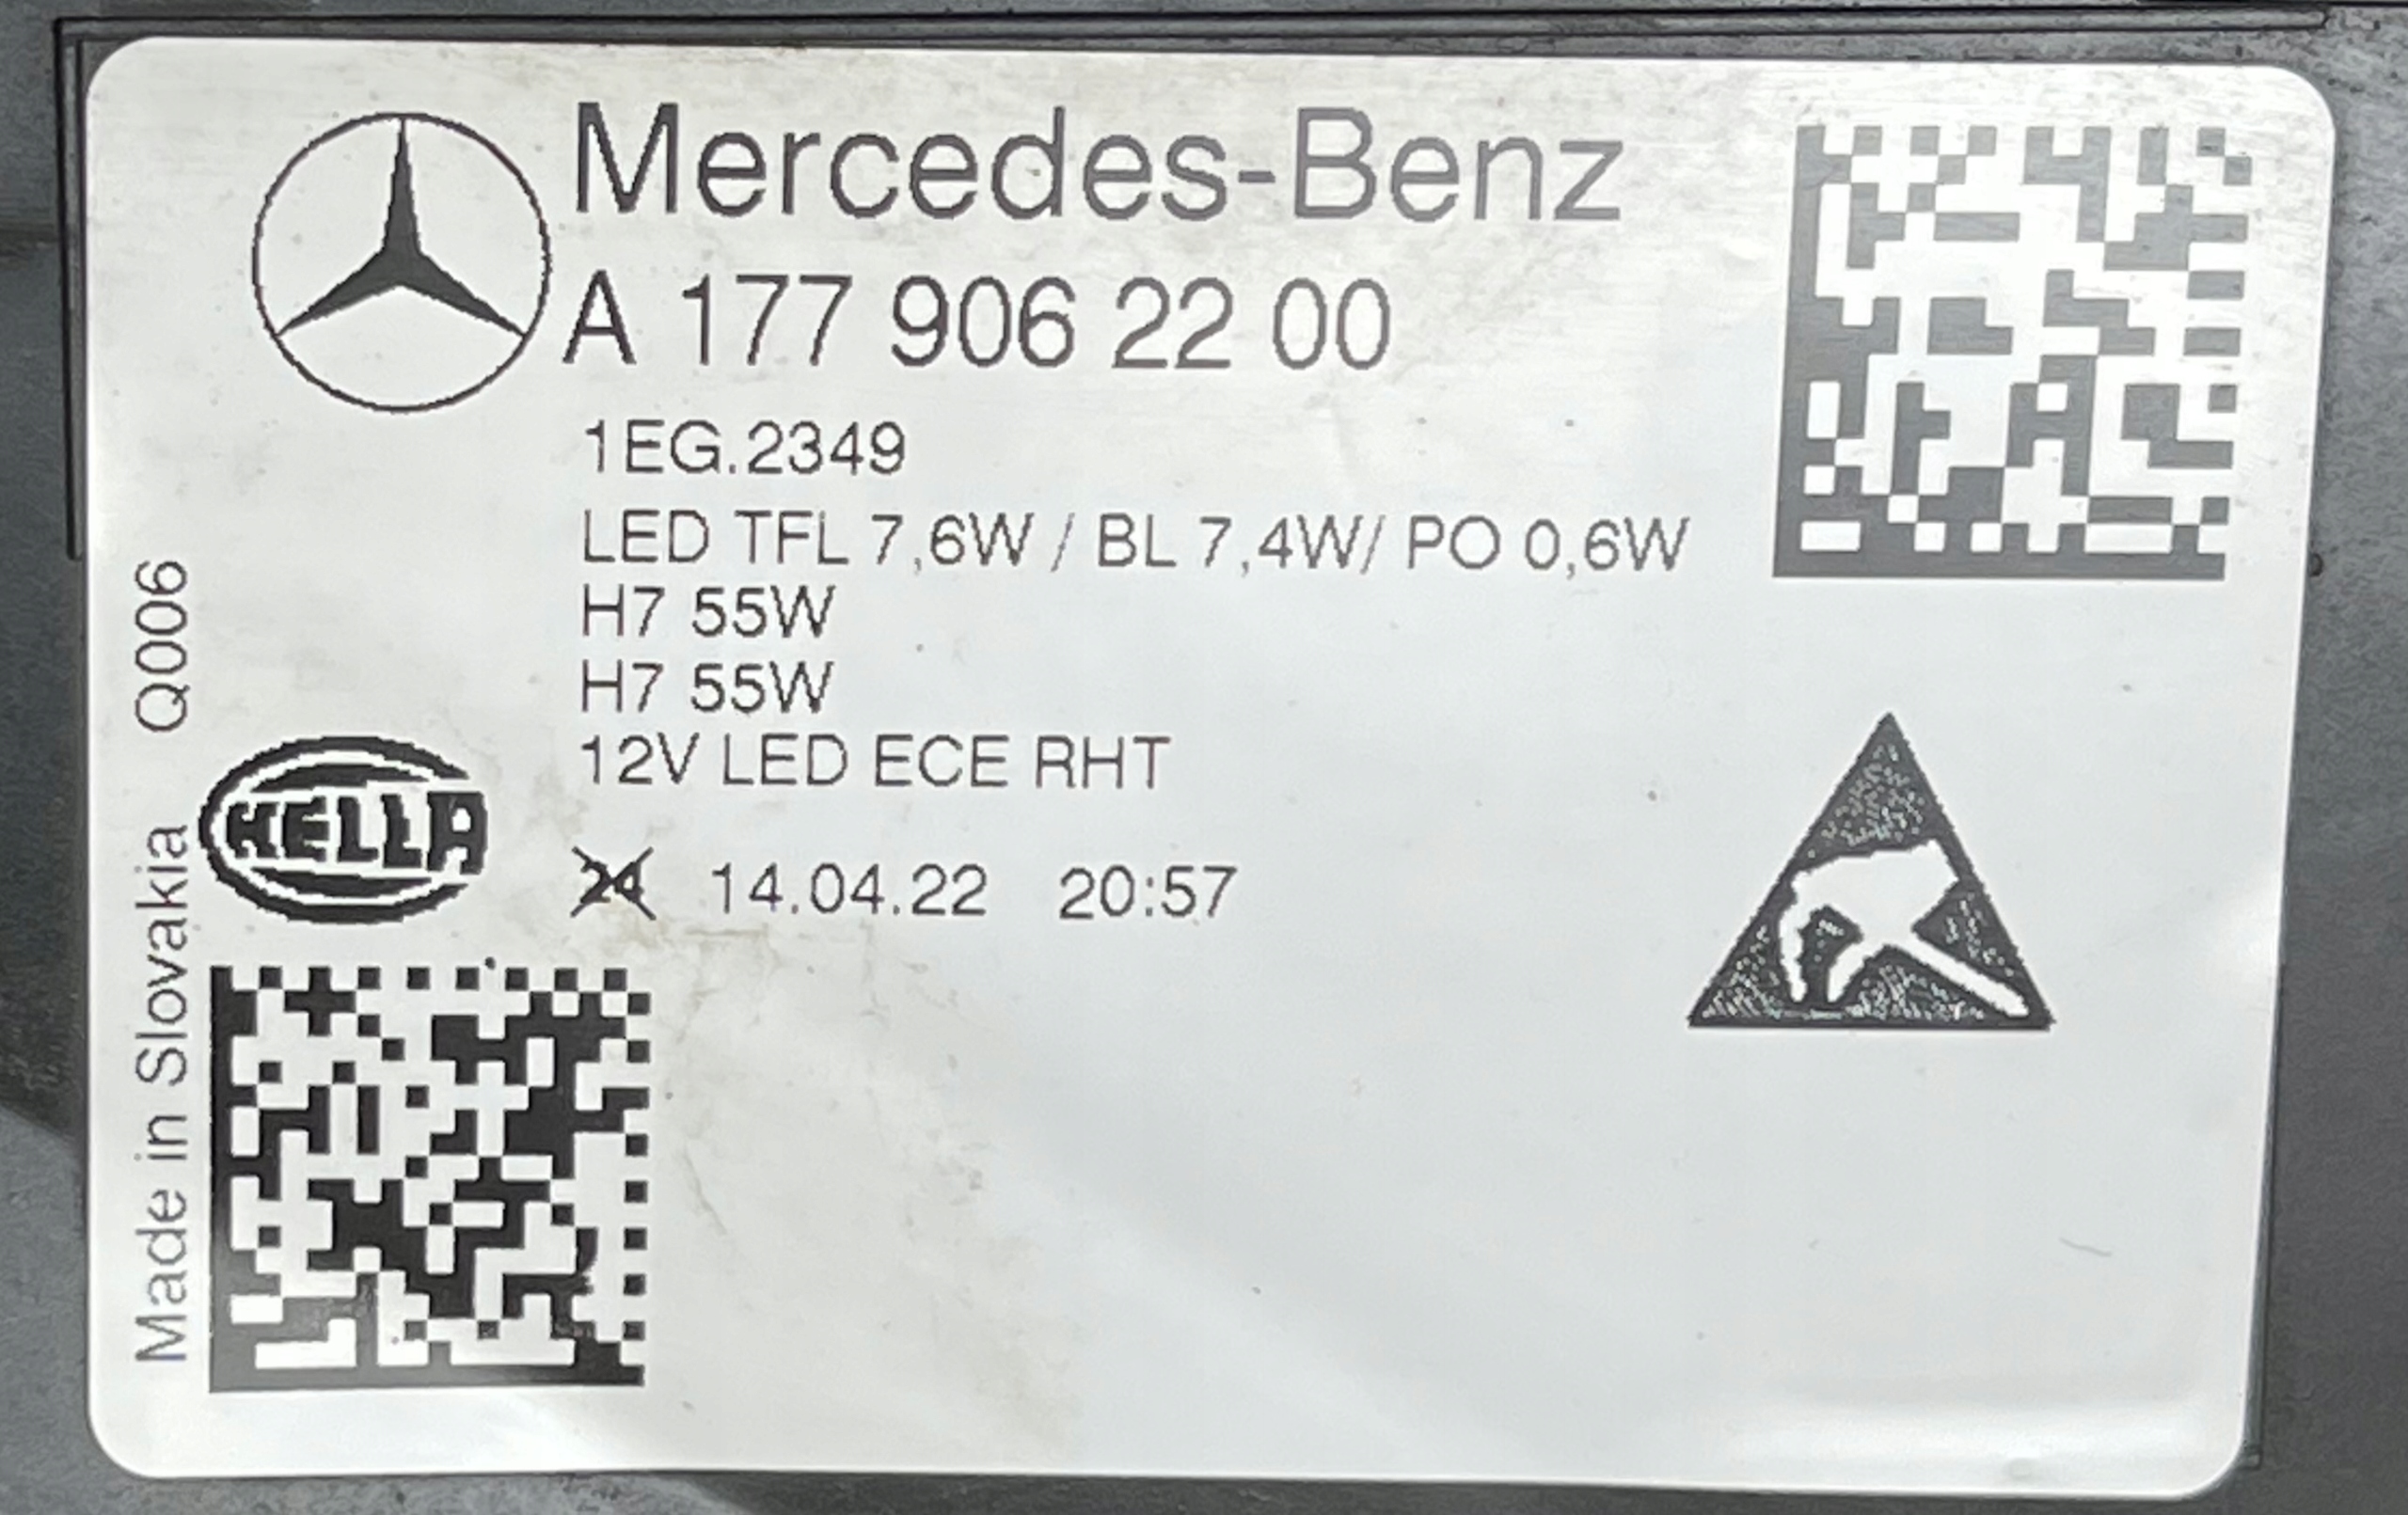 Mercedes-Benz
A 177 906 22 00
1EG.2349
LED TFL 7,6W / BL 7,4W/ PO 0,6W
H7 55W
H7 55W
12V LED ECE RHT
24 14.04.22 20:57
HELLA
Made in Slovakia Q006